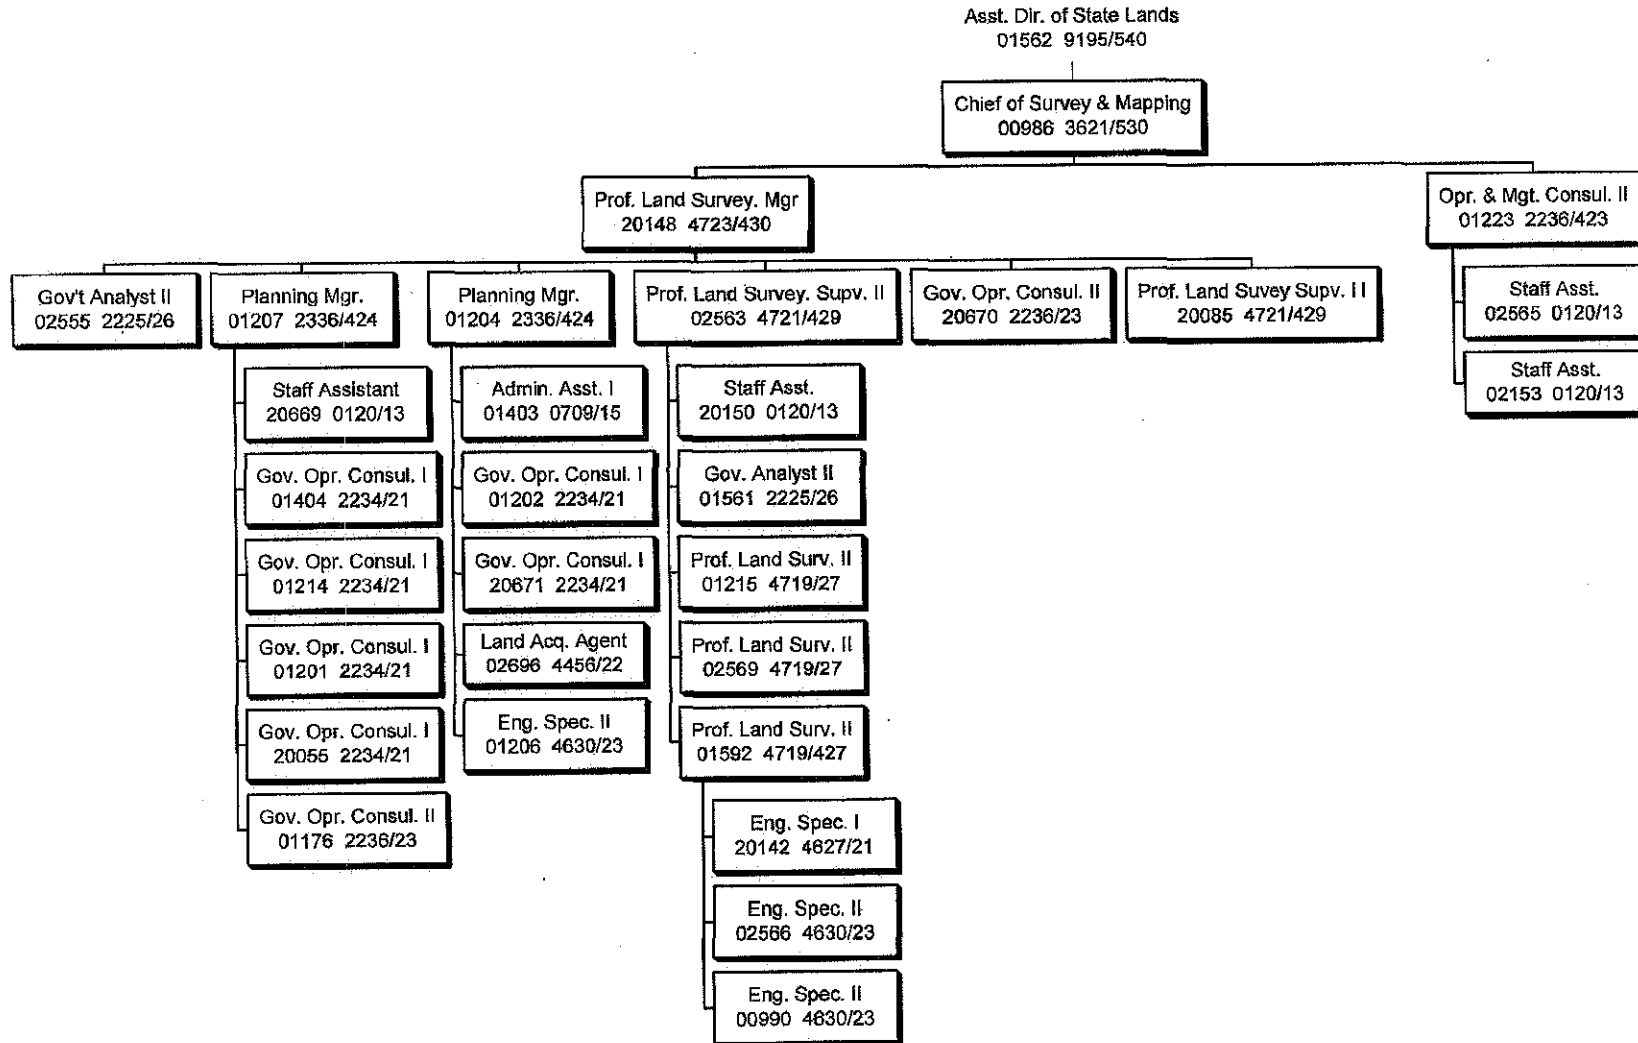 Asst. Dir. of State Lands
01562 9195/540
Chief of Survey & Mapping
00986 3621/530
Prof. Land Survey. Mgr
20148 4723/430
Opr. & Mgt. Consul. II
01223 2236/423
Staff Asst.
02565 0120/13
Staff Asst.
02153 0120/13
Gov't Analyst II
02555 2225/26
Planning Mgr.
01207 2336/424
Planning Mgr.
01204 2336/424
Prof. Land Survey. Supv. II
02563 4721/429
Gov. Opr. Consul. II
20670 2236/23
Prof. Land Suvey Supv. II
20085 4721/429
Staff Assistant
20669 0120/13
Gov. Opr. Consul. I
01404 2234/21
Gov. Opr. Consul. I
01214 2234/21
Gov. Opr. Consul. I
01201 2234/21
Gov. Opr. Consul. I
20055 2234/21
Gov. Opr. Consul. II
01176 2236/23
Admin. Asst. I
01403 0709/15
Gov. Opr. Consul. I
01202 2234/21
Gov. Opr. Consul. I
20671 2234/21
Land Acq. Agent
02696 4456/22
Eng. Spec. II
01206 4630/23
Staff Asst.
20150 0120/13
Gov. Analyst II
01561 2225/26
Prof. Land Surv. II
01215 4719/27
Prof. Land Surv. II
02569 4719/27
Prof. Land Surv. II
01592 4719/427
Eng. Spec. I
20142 4627/21
Eng. Spec. II
02566 4630/23
Eng. Spec. II
00990 4630/23